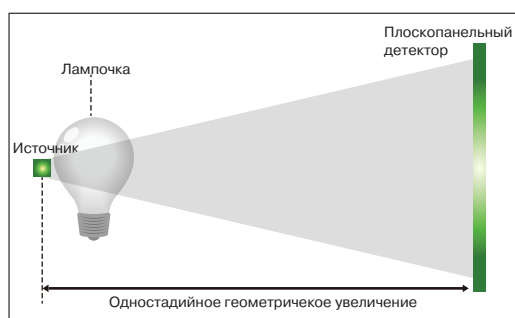 Плоскопанельный
детектор
Лампочка
Источник
Одностадийное геометричекое увеличение